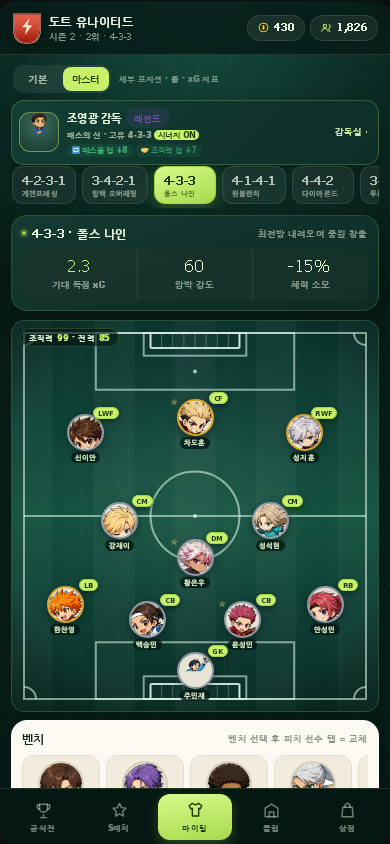 도트 유나이티드
시즌 2 · 2위 · 4-3-3
430
1,826
기본
마스터
세부 포지션 · 롤 · xG 지표
조영광 감독
레전드
패스의 신 · 고유 4-3-3 시너지 ON
패스율 업 +8
조직력 업 +7
감독실 ·
4-2-3-1
게겐프레싱
3-4-2-1
윙백 오버래핑
4-3-3
폴스 나인
4-1-4-1
원볼란치
4-4-2
다이아몬드
4-3-3 · 폴스 나인
최전방 내려오며 중원 창출
2.3
기대 득점 xG
60
압박 강도
-15%
체력 소모
조직력 99 · 전력 85
LWF
신이안
CF
차도훈
RWF
성지훈
CM
강재이
CM
성석현
DM
황은우
LB
한찬영
CB
백승민
CB
윤성민
RB
안성민
GK
주민재
벤치
벤치 선택 후 피치 선수 탭 = 교체
공식전
S매치
마이팀
클럽
상점